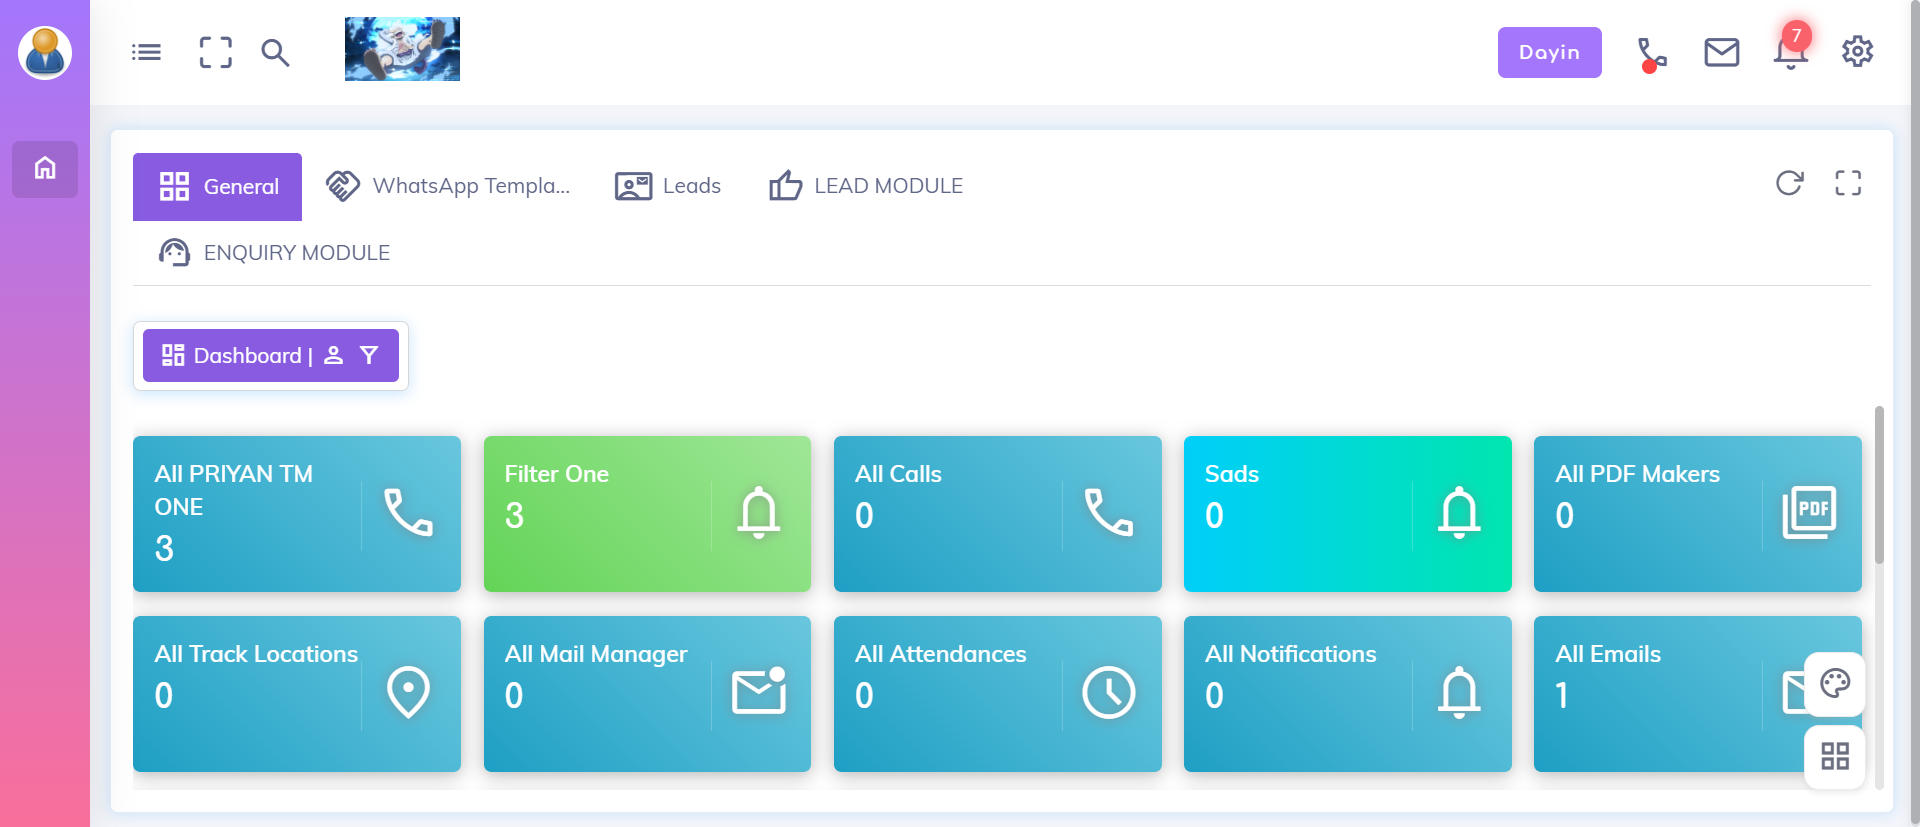 Dayin
7
General
WhatsApp Templa...
Leads
LEAD MODULE
ENQUIRY MODULE
Dashboard |
All PRIYAN TM
ONE
3
Filter One
3
All Calls
0
Sads
0
All PDF Makers
0
PDF
All Track Locations
0
All Mail Manager
0
All Attendances
0
All Notifications
0
All Emails
1